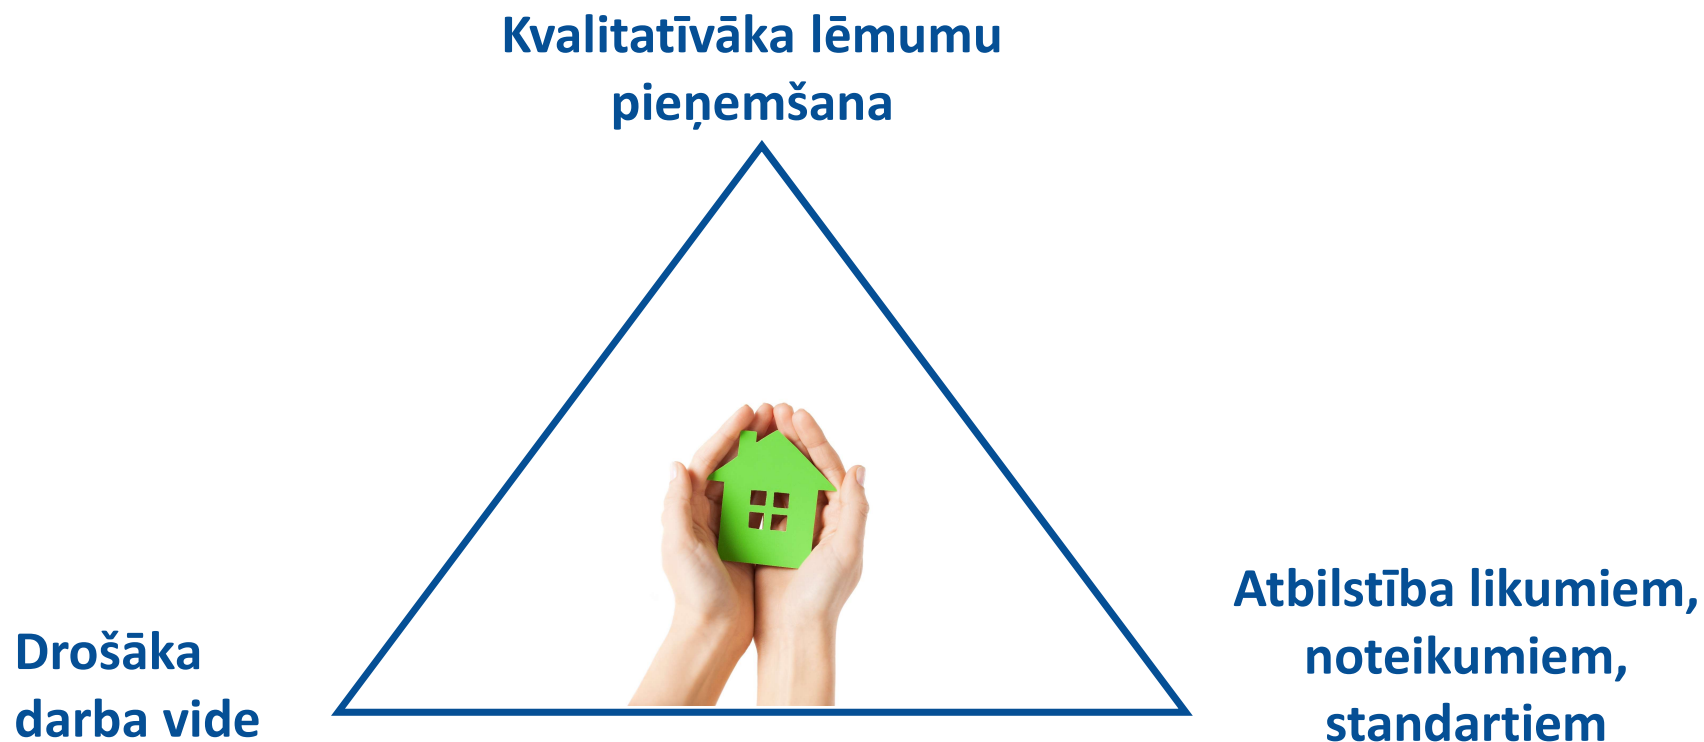 Kvalitatīvāka lēmumu
pieņemšana
Drošāka
darba vide
Atbilstība likumiem,
noteikumiem,
standartiem